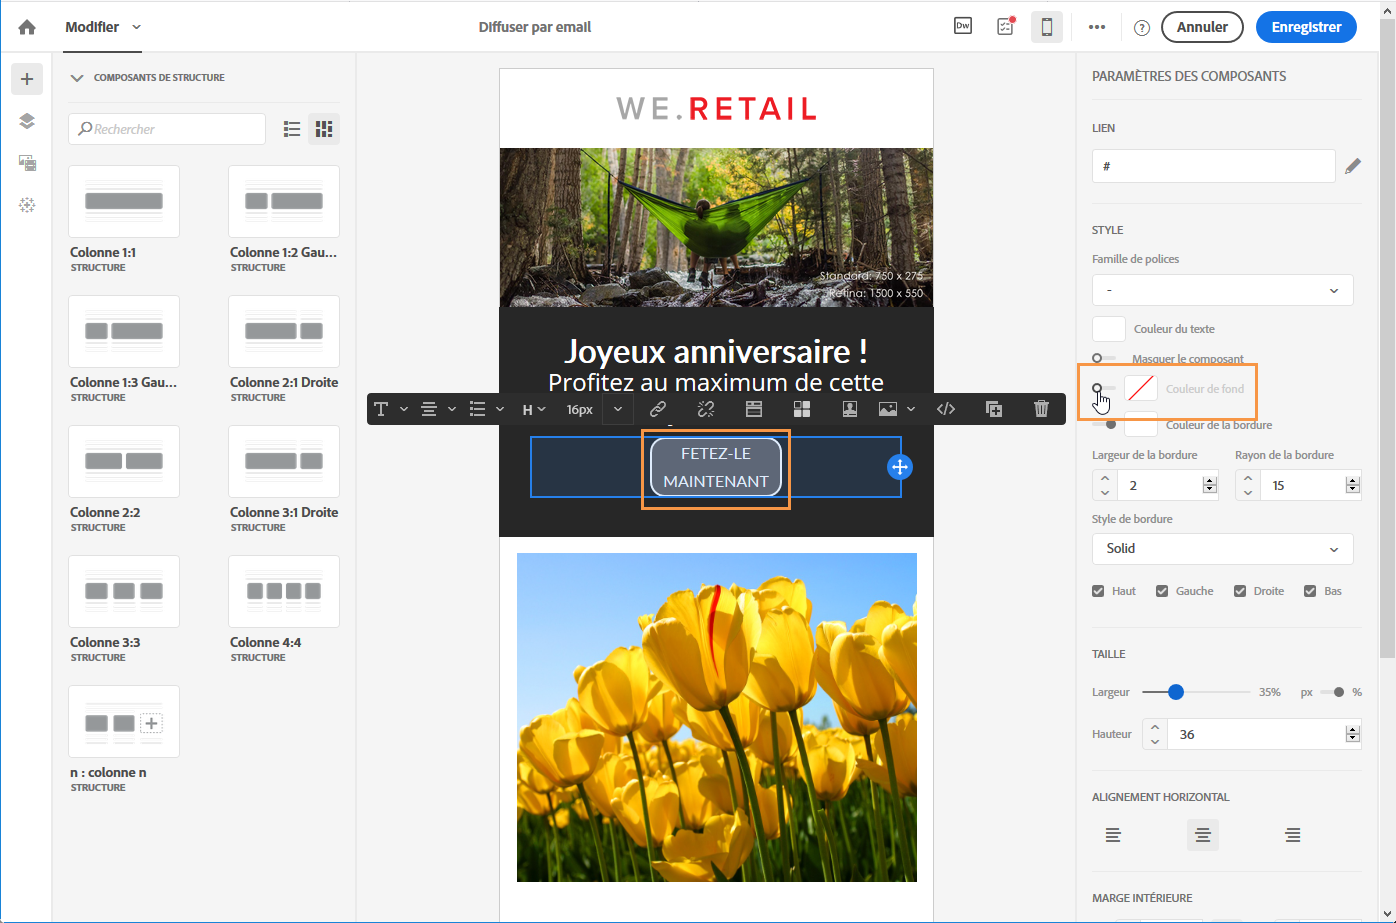 Modifier
Diffuser par email
Dw
?
Annuler
Enregistrer
COMPOSANTS DE STRUCTURE
Rechercher
Colonne 1:1
STRUCTURE
Colonne 1:2 Gau...
STRUCTURE
Colonne 1:3 Gau...
STRUCTURE
Colonne 2:1 Droite
STRUCTURE
Colonne 2:2
STRUCTURE
Colonne 3:1 Droite
STRUCTURE
Colonne 3:3
STRUCTURE
Colonne 4:4
STRUCTURE
n : colonne n
STRUCTURE
WE.RETAIL
Standard: 750 x 275
Retina: 1500 x 550
Joyeux anniversaire !
Profitez au maximum de cette
H
16px
FETEZ-LE
MAINTENANT
PARAMÈTRES DES COMPOSANTS
LIEN
#
STYLE
Famille de polices
-
Couleur du texte
Masquer le composant
Couleur de fond
Couleur de la bordure
Largeur de la bordure
Rayon de la bordure
2
15
Style de bordure
Solid
Haut
Gauche
Droite
Bas
TAILLE
Largeur
35%
px
%
Hauteur
36
ALIGNEMENT HORIZONTAL
MARGE INTÉRIEURE